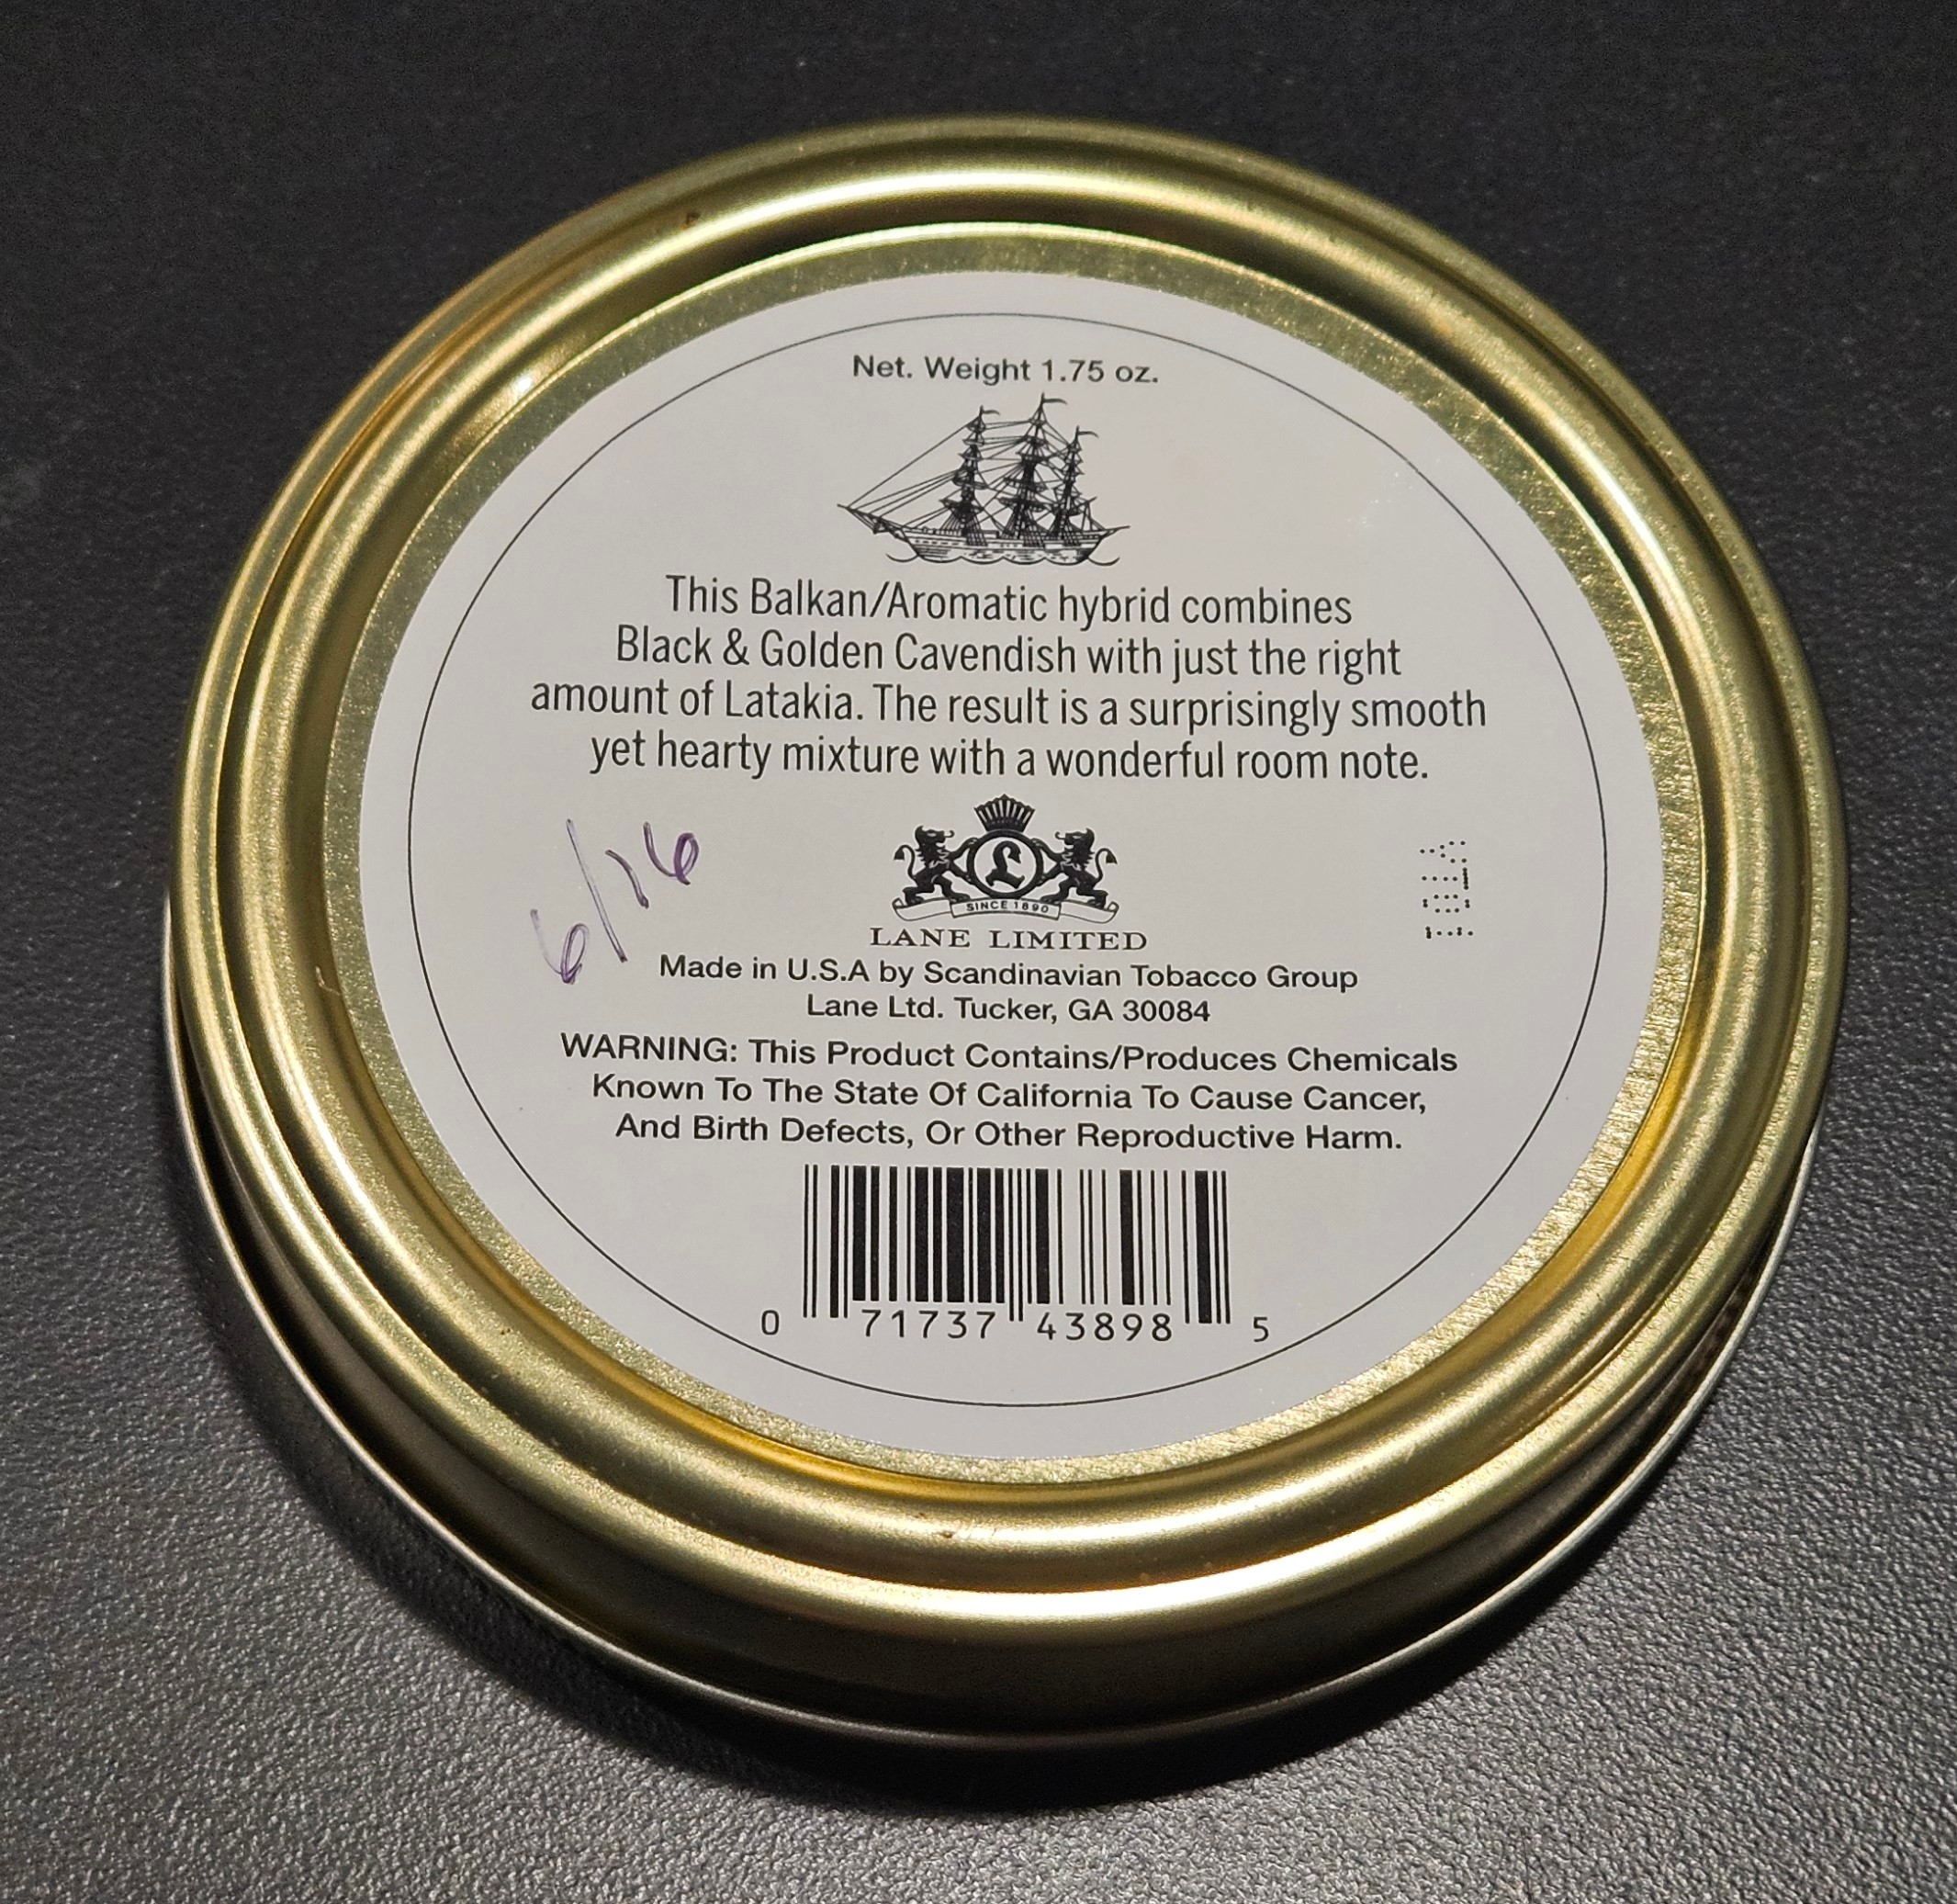 Net. Weight 1.75 oz.
This Balkan/Aromatic hybrid combines
Black & Golden Cavendish with just the right
amount of Latakia. The result is a surprisingly smooth
yet hearty mixture with a wonderful room note.
6/16
L
SINCE 1890
LANE LIMITED
Made in U.S.A by Scandinavian Tobacco Group
Lane Ltd. Tucker, GA 30084
WARNING: This Product Contains/Produces Chemicals
Known To The State Of California To Cause Cancer,
And Birth Defects, Or Other Reproductive Harm.
0 71737 43898 5